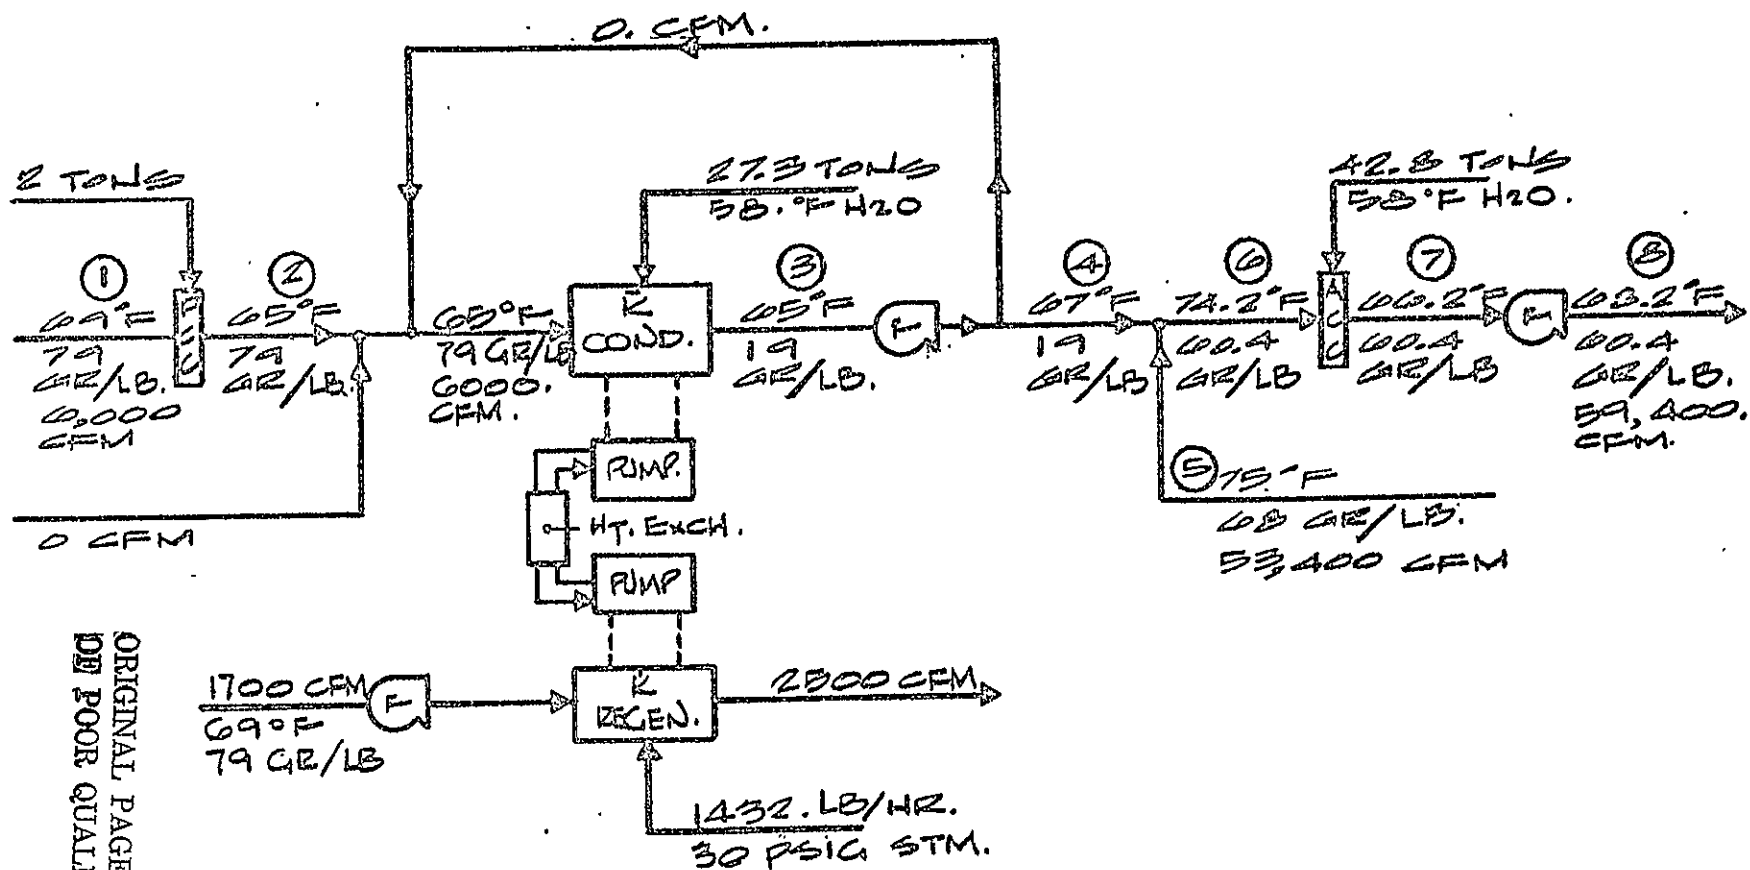 0. CFM.
2 TONS
27.3 TONS
58.°F H2O
42.8 TONS
58°F H2O.
1
69°F
79
GR/LB.
6,000
CFM
2
65°F
79
GR/LB.
65°F
79 GR/LB
6000.
CFM.
K
COND.
3
65°F
19
GR/LB.
F
4
67°F
19
GR/LB
6
74.2°F
60.4
GR/LB
ACC
7
66.2°F
60.4
GR/LB
F
8
68.2°F
60.4
GR/LB.
59,400.
CFM.
5
75.°F
68 GR/LB.
53,400 CFM
0 CFM
PUMP.
HT. EXCH.
PUMP
1700 CFM
69°F
79 GR/LB
F
K
REGEN.
2500 CFM
1432. LB/HR.
30 PSIG STM.
ORIGINAL PAGE
POOR